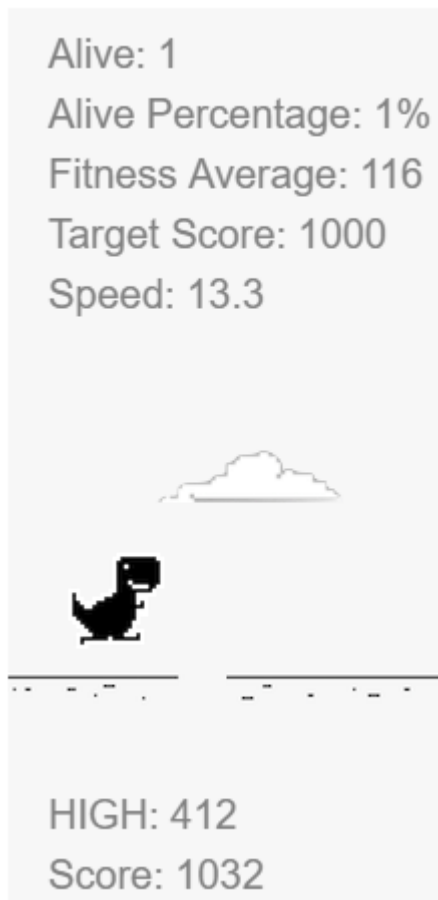 Alive: 1
Alive Percentage: 1%
Fitness Average: 116
Target Score: 1000
Speed: 13.3
HIGH: 412
Score: 1032